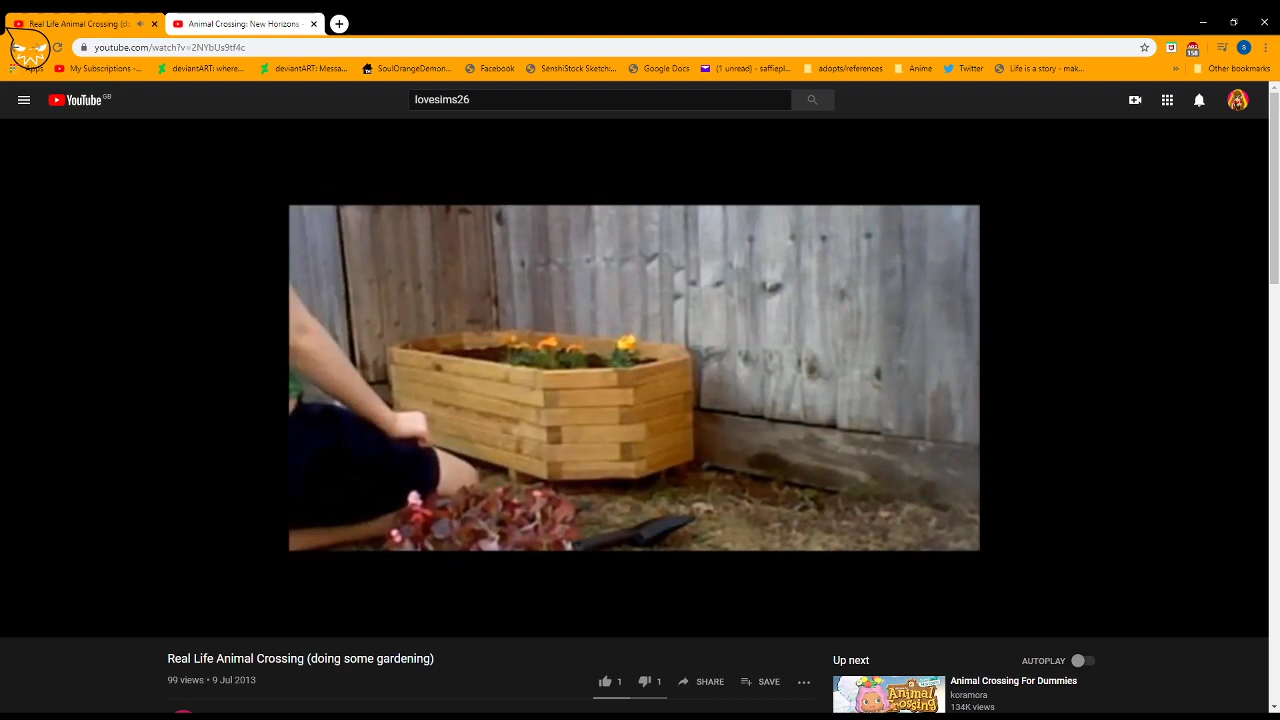 Real Life Animal Crossing (d
Animal Crossing: New Horizons -
youtube.com/watch?v=2NYbUs9tf4c
158
S
Apps
My Subscriptions -...
deviantART: where...
deviantART: Messa...
SoulOrangeDemon...
Facebook
SenshiStock Sketch:...
Google Docs
(1 unread) - saffiepl...
adopts/references
Anime
Twitter
Life is a story - mak...
»
Other bookmarks
YouTube GB
lovesims26
Real Life Animal Crossing (doing some gardening)
99 views • 9 Jul 2013
1
1
SHARE
SAVE
Up next
AUTOPLAY
Animal Crossing
Animal Crossing For Dummies
koramora
134K views